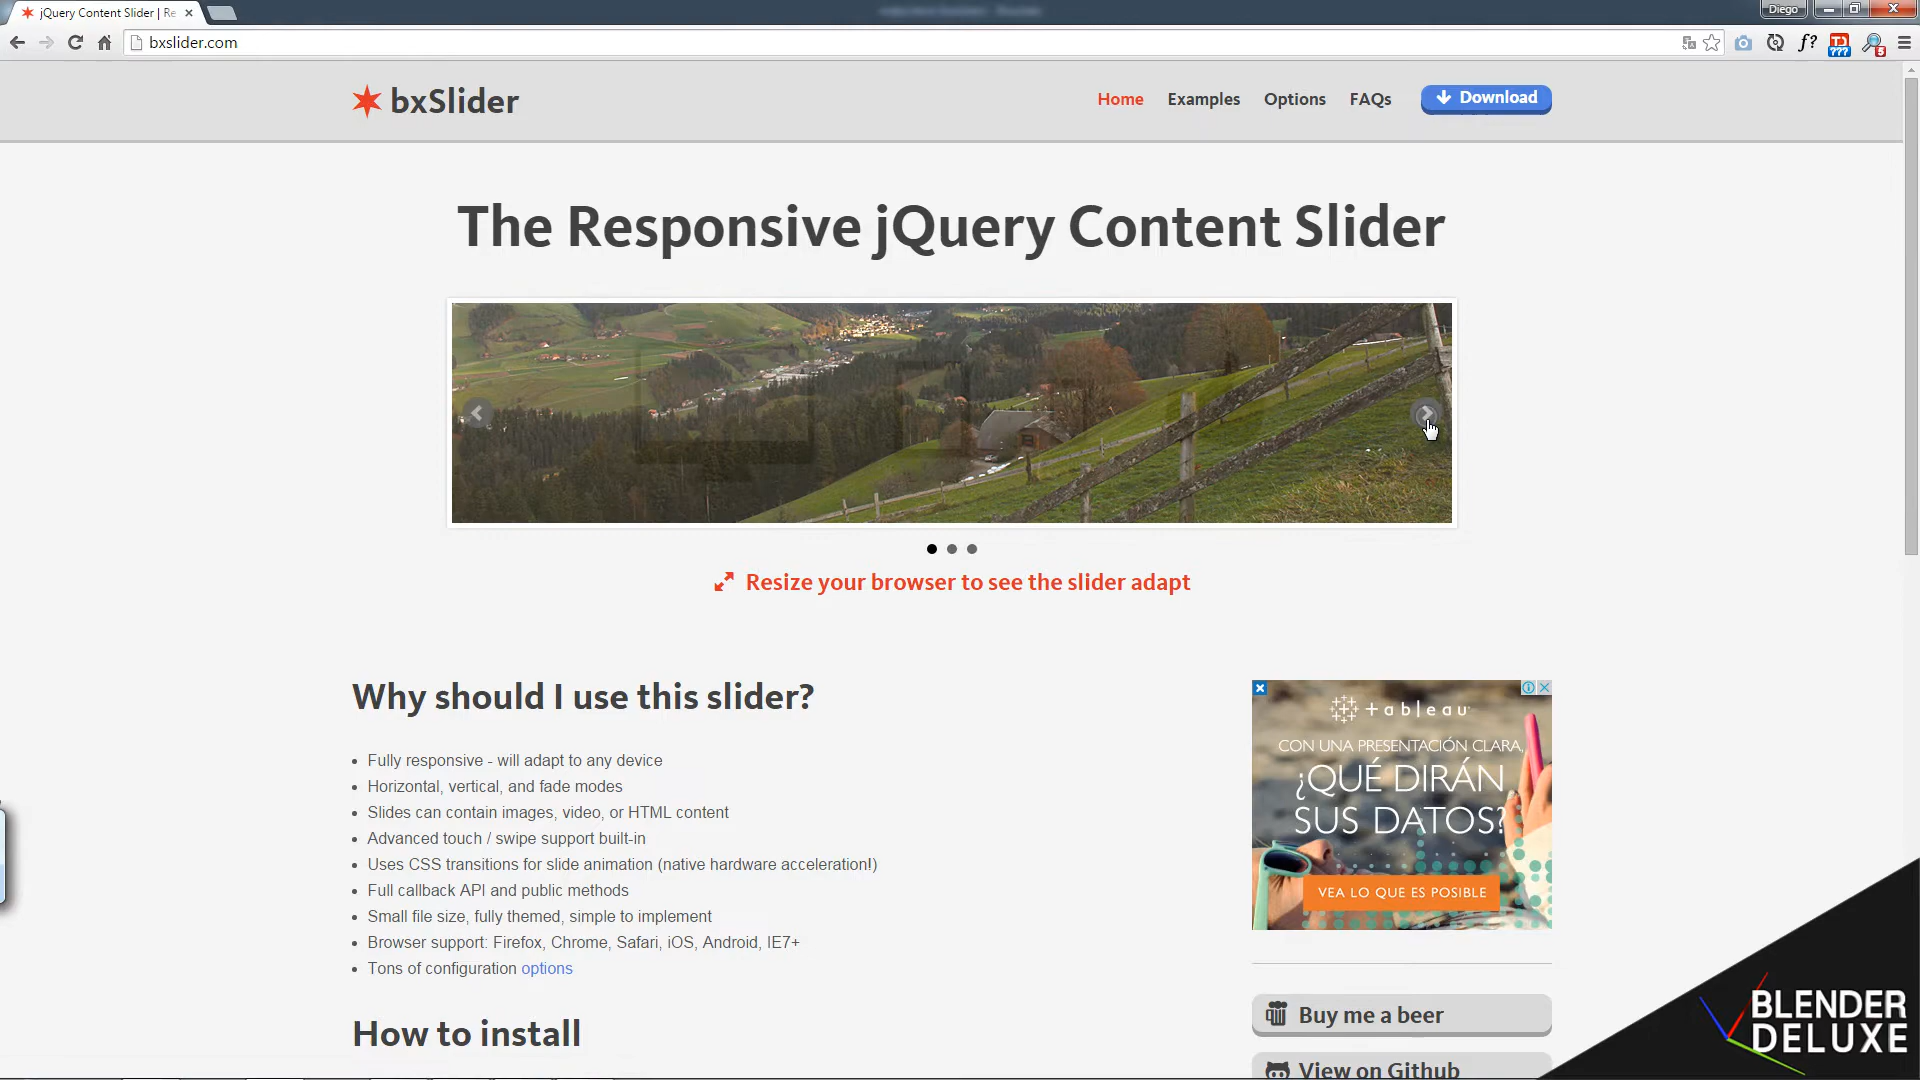 jQuery Content Slider | Re
Diego
bxslider.com
f?
TD
???
5
bxSlider
Home
Examples
Options
FAQs
Download
The Responsive jQuery Content Slider
Resize your browser to see the slider adapt
Why should I use this slider?
Fully responsive - will adapt to any device
Horizontal, vertical, and fade modes
Slides can contain images, video, or HTML content
Advanced touch / swipe support built-in
Uses CSS transitions for slide animation (native hardware acceleration!)
Full callback API and public methods
Small file size, fully themed, simple to implement
Browser support: Firefox, Chrome, Safari, iOS, Android, IE7+
Tons of configuration options
How to install
+ableau
CON UNA PRESENTACIÓN CLARA,
¿QUÉ DIRÁN
SUS DATOS?
VEA LO QUE ES POSIBLE
Buy me a beer
View on Github
BLENDER
DELUXE